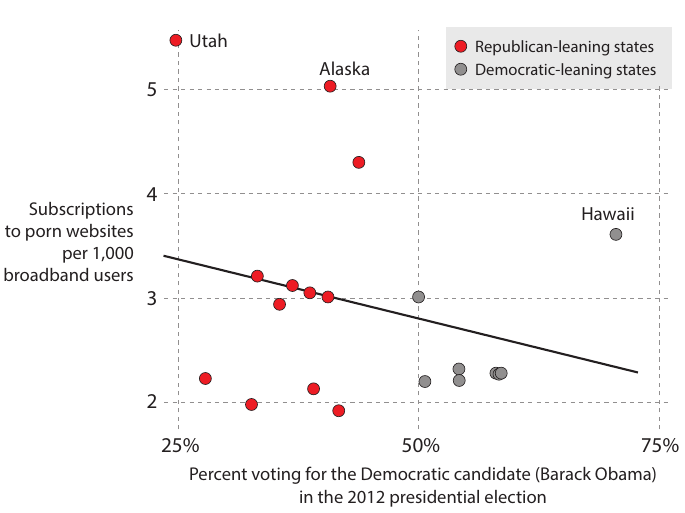 Utah
Alaska
Republican-leaning states
Democratic-leaning states
5
4
Subscriptions
to porn websites
per 1,000
broadband users
Hawaii
3
2
25%
50%
75%
Percent voting for the Democratic candidate (Barack Obama)
in the 2012 presidential election